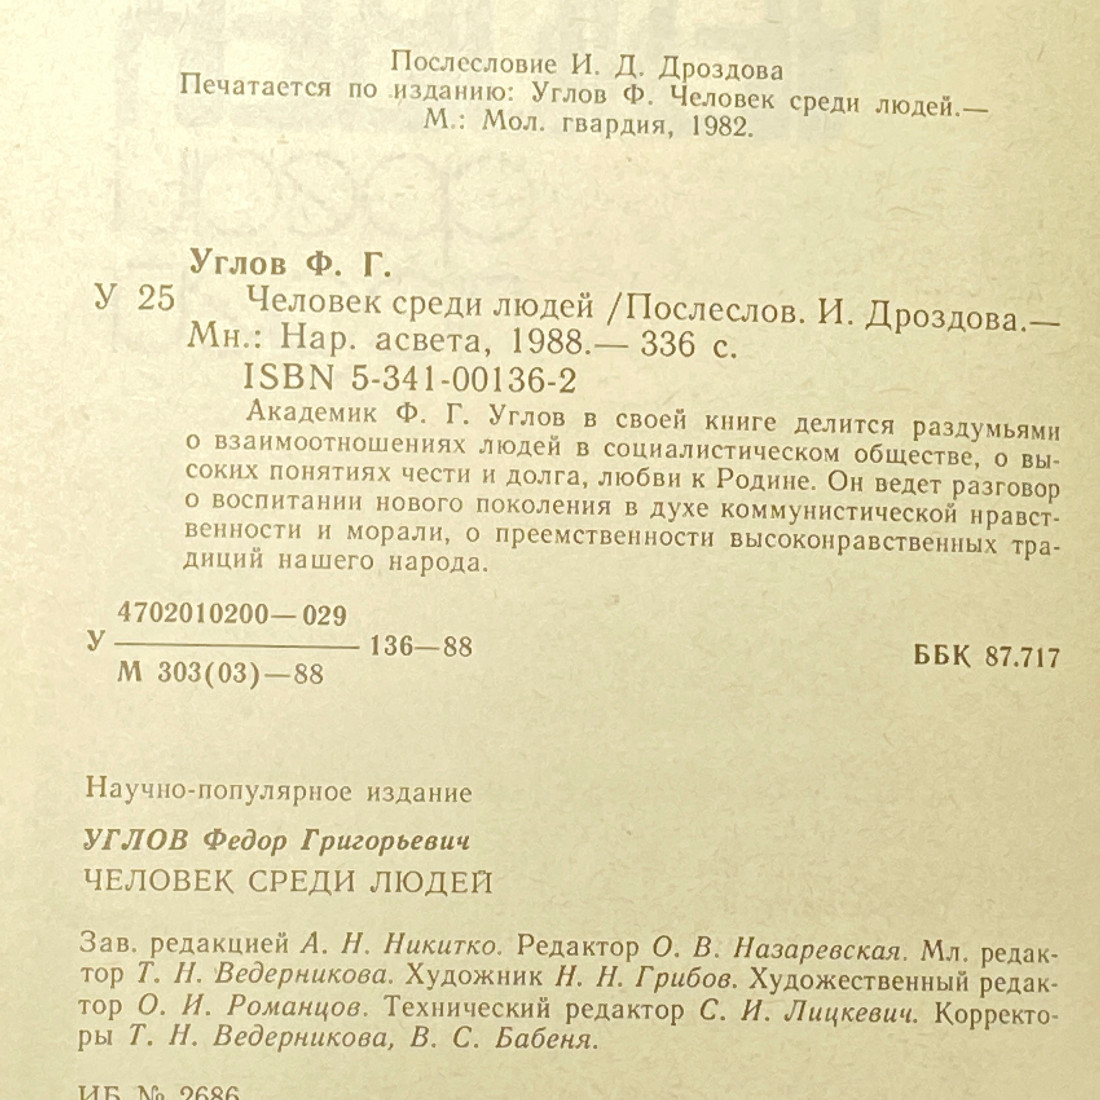 Послесловие И. Д. Дроздова
Печатается по изданию: Углов Ф. Человек среди людей.—
М.: Мол. гвардия, 1982.
Углов Ф. Г.
У 25 Человек среди людей /Послеслов. И. Дроздова.—
Мн.: Нар. асвета, 1988.— 336 с.
ISBN 5-341-00136-2
Академик Ф. Г. Углов в своей книге делится раздумьями
о взаимоотношениях людей в социалистическом обществе, о вы-
соких понятиях чести и долга, любви к Родине. Он ведет разговор
о воспитании нового поколения в духе коммунистической нравст-
венности и морали, о преемственности высоконравственных тра-
диций нашего народа.
4702010200—029
У 136—88
М 303(03)—88
ББК 87.717
Научно-популярное издание
УГЛОВ Федор Григорьевич
ЧЕЛОВЕК СРЕДИ ЛЮДЕЙ
Зав. редакцией А. Н. Никитко. Редактор О. В. Назаревская. Мл. редак-
тор Т. Н. Ведерникова. Художник Н. Н. Грибов. Художественный редак-
тор О. И. Романцов. Технический редактор С. И. Лицкевич. Корректо-
ры Т. Н. Ведерникова, В. С. Бабеня.
ИБ № 2686